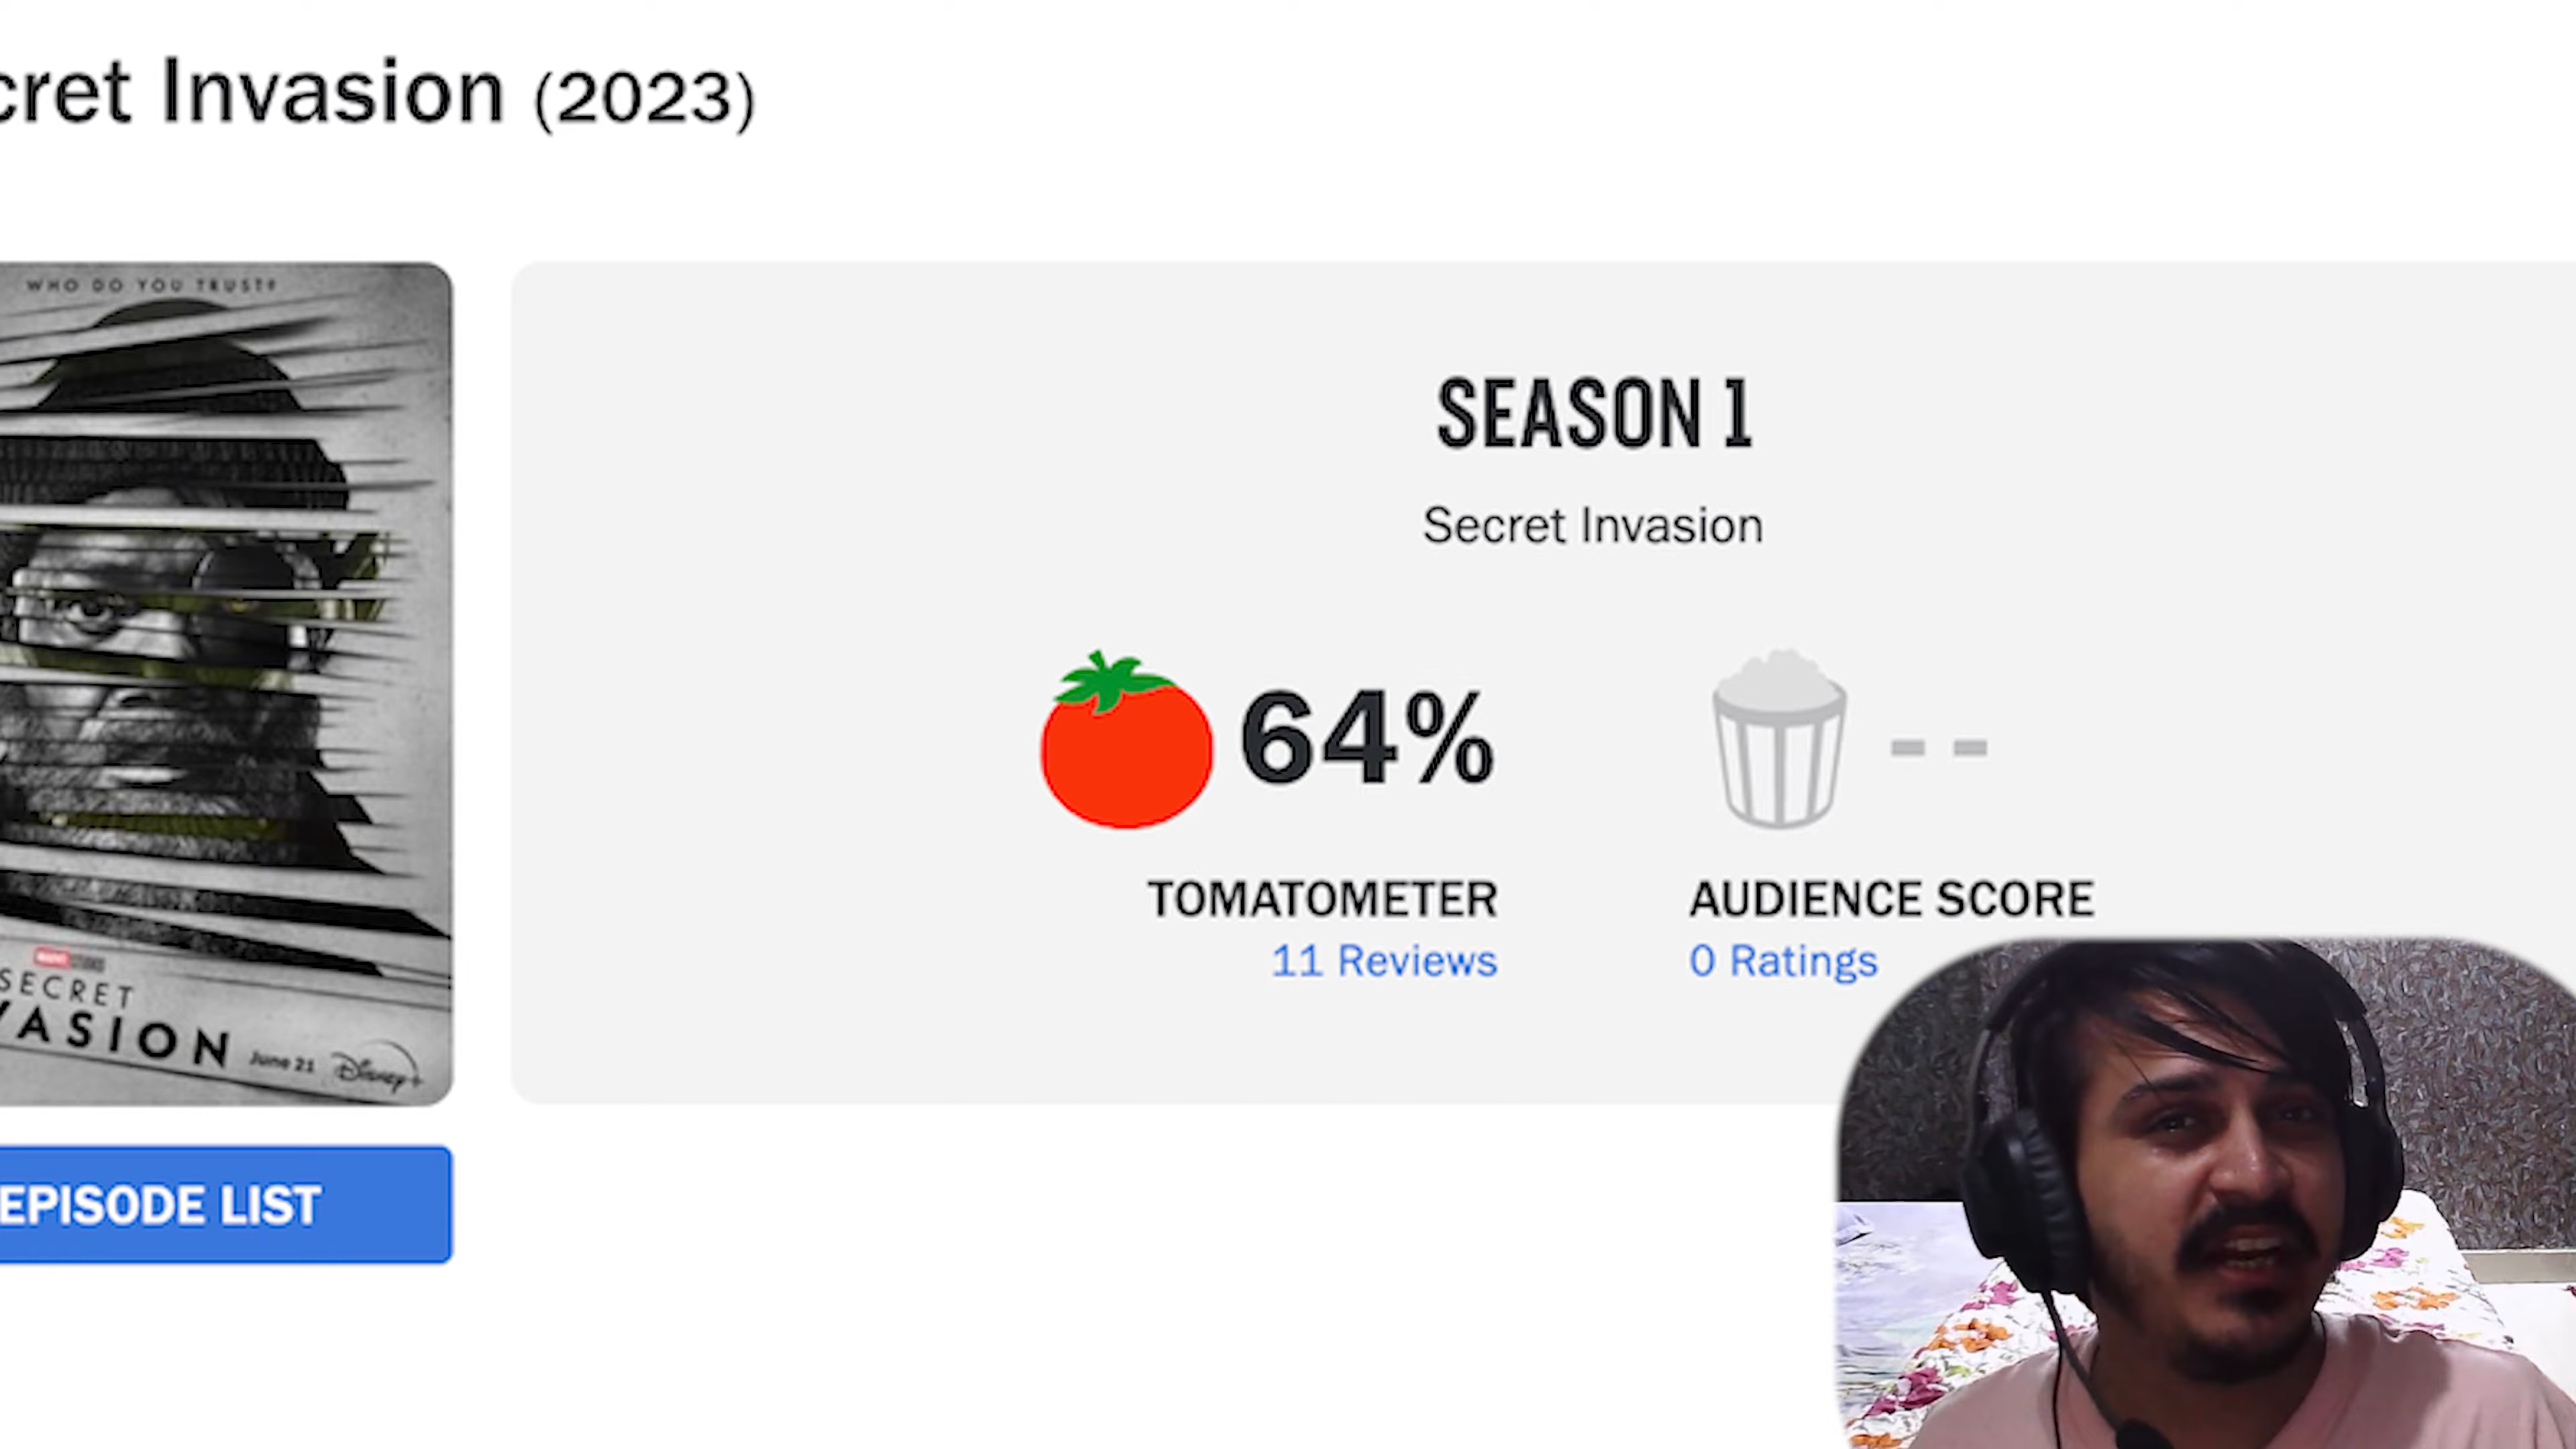 cret Invasion (2023)
WHO DO YOU TRUST?
SEASON 1
Secret Invasion
64%
--
TOMATOMETER
AUDIENCE SCORE
11 Reviews
0 Ratings
SECRET
VASION
June 21
Disney+
EPISODE LIST